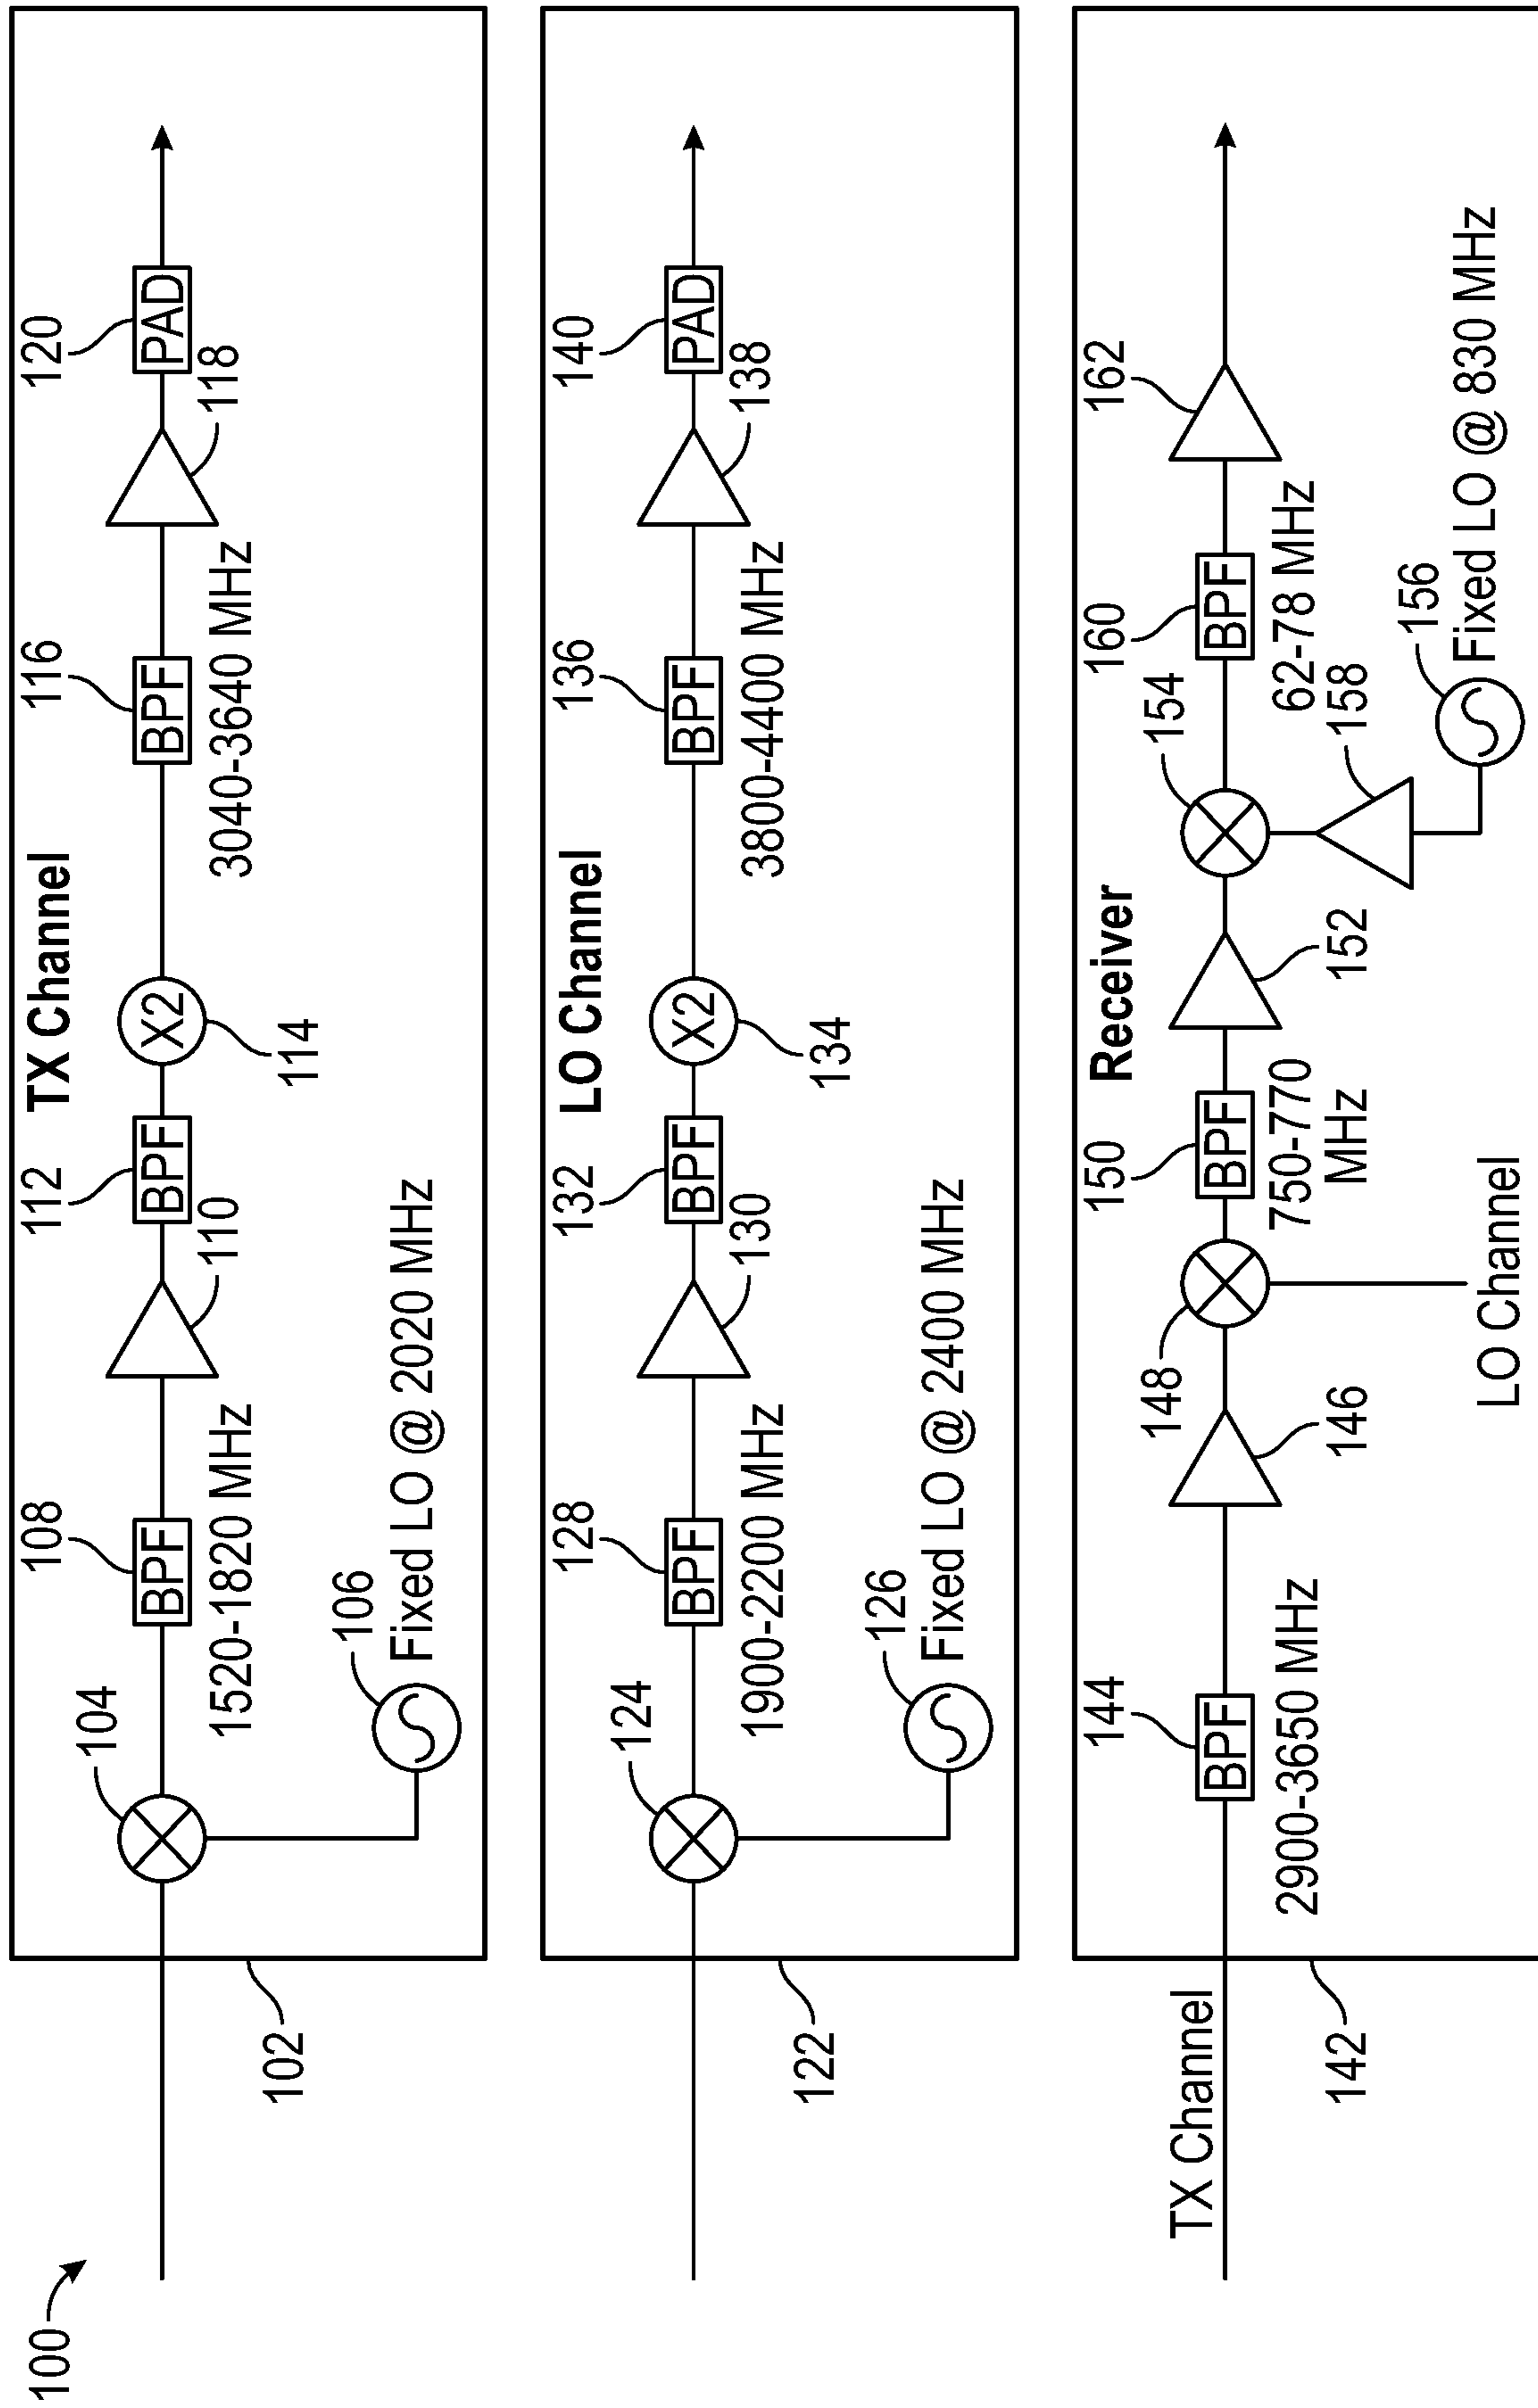 100
TX Channel
102
104
106
Fixed LO @ 2020 MHz
108
BPF
1520-1820 MHz
110
112
BPF
X2
114
116
BPF
3040-3640 MHz
118
120
PAD
LO Channel
122
124
126
Fixed LO @ 2400 MHz
128
BPF
1900-2200 MHz
130
132
BPF
X2
134
136
BPF
3800-4400 MHz
138
140
PAD
Receiver
TX Channel
142
144
BPF
2900-3650 MHz
146
148
LO Channel
150
BPF
750-770
MHz
152
154
156
Fixed LO @ 830 MHz
158
160
BPF
62-78 MHz
162